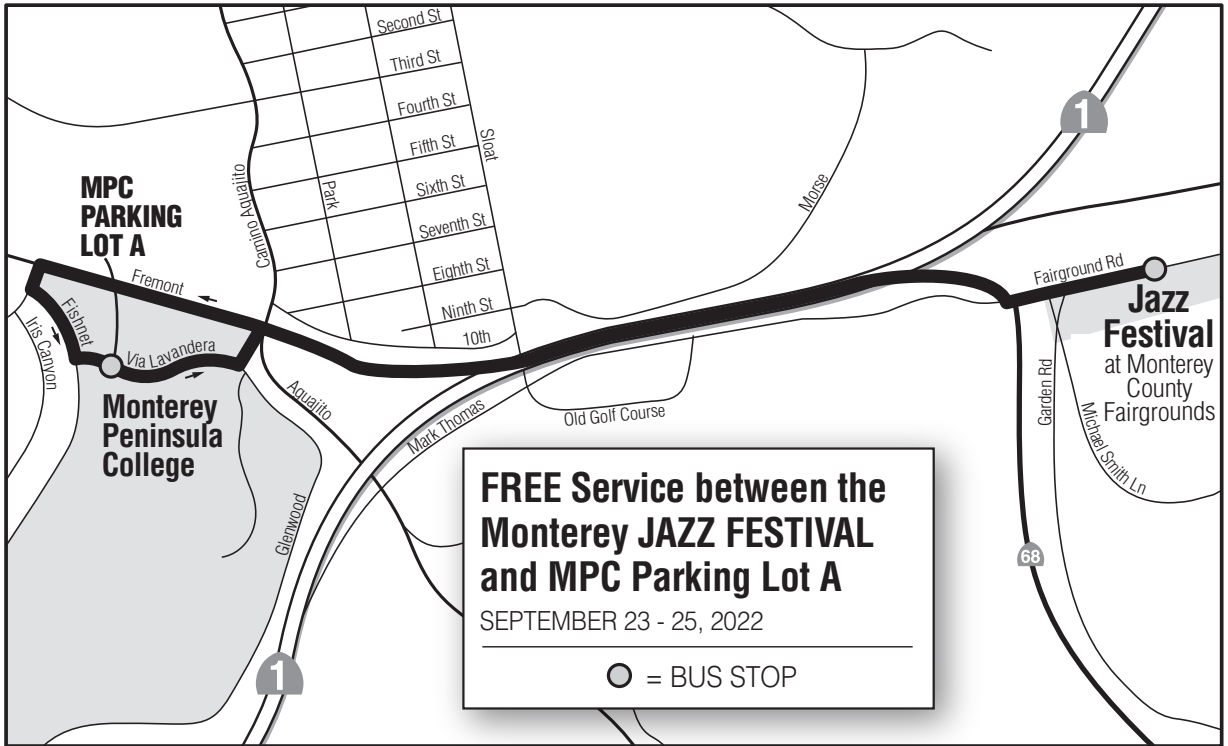 Second St
Third St
Fourth St
Fifth St
Sixth St
Seventh St
Eighth St
Ninth St
10th
Sloat
Park
Camino Aguajito
Morse
1
MPC
PARKING
LOT A
Fremont
Fishnet
Iris Canyon
Via Lavandera
Monterey
Peninsula
College
Aguajito
Glenwood
Mark Thomas
Old Golf Course
Fairground Rd
Jazz
Festival
at Monterey
County
Fairgrounds
Garden Rd
Michael Smith Ln
68
1
FREE Service between the
Monterey JAZZ FESTIVAL
and MPC Parking Lot A
SEPTEMBER 23 - 25, 2022
= BUS STOP